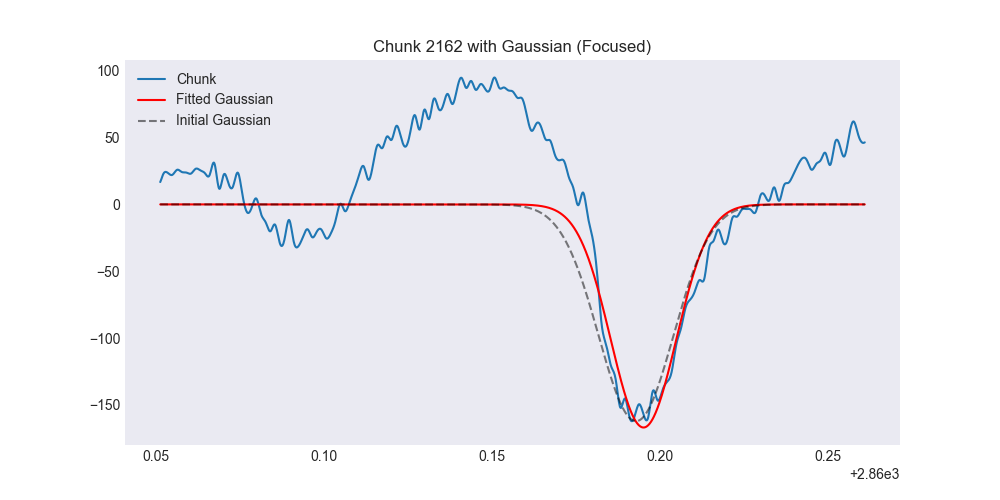 Chunk 2162 with Gaussian (Focused)
Chunk
Fitted Gaussian
Initial Gaussian
100
50
0
−50
−100
−150
0.05 0.10 0.15 0.20 0.25
+2.86e3